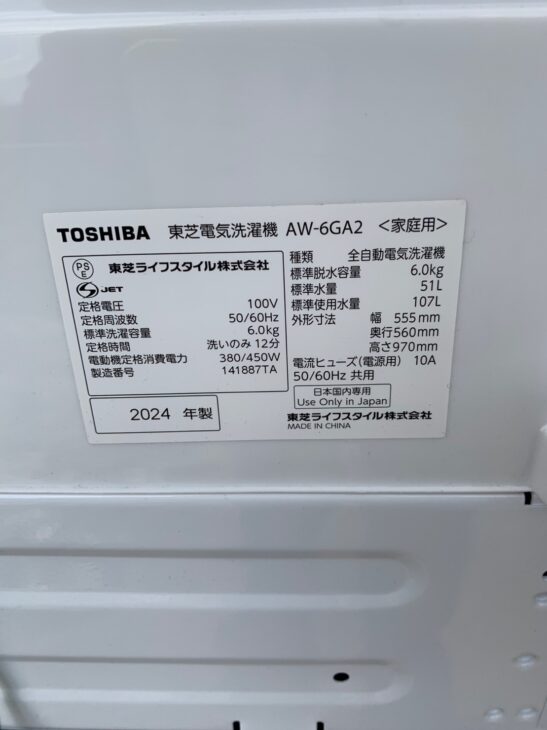 TOSHIBA 東芝電気洗濯機 AW-6GA2 <家庭用>
PS
E
東芝ライフスタイル株式会社
S JET
定格電圧 100V
定格周波数 50/60Hz
標準洗濯容量 6.0kg
定格時間 洗いのみ 12分
電動機定格消費電力 380/450W
製造番号 141887TA
2024 年製
種類 全自動電気洗濯機
標準脱水容量 6.0kg
標準水量 51L
標準使用水量 107L
外形寸法 幅 555mm
奥行560mm
高さ970mm
電流ヒューズ(電源用) 10A
50/60Hz 共用
日本国内専用
Use Only in Japan
東芝ライフスタイル株式会社
MADE IN CHINA